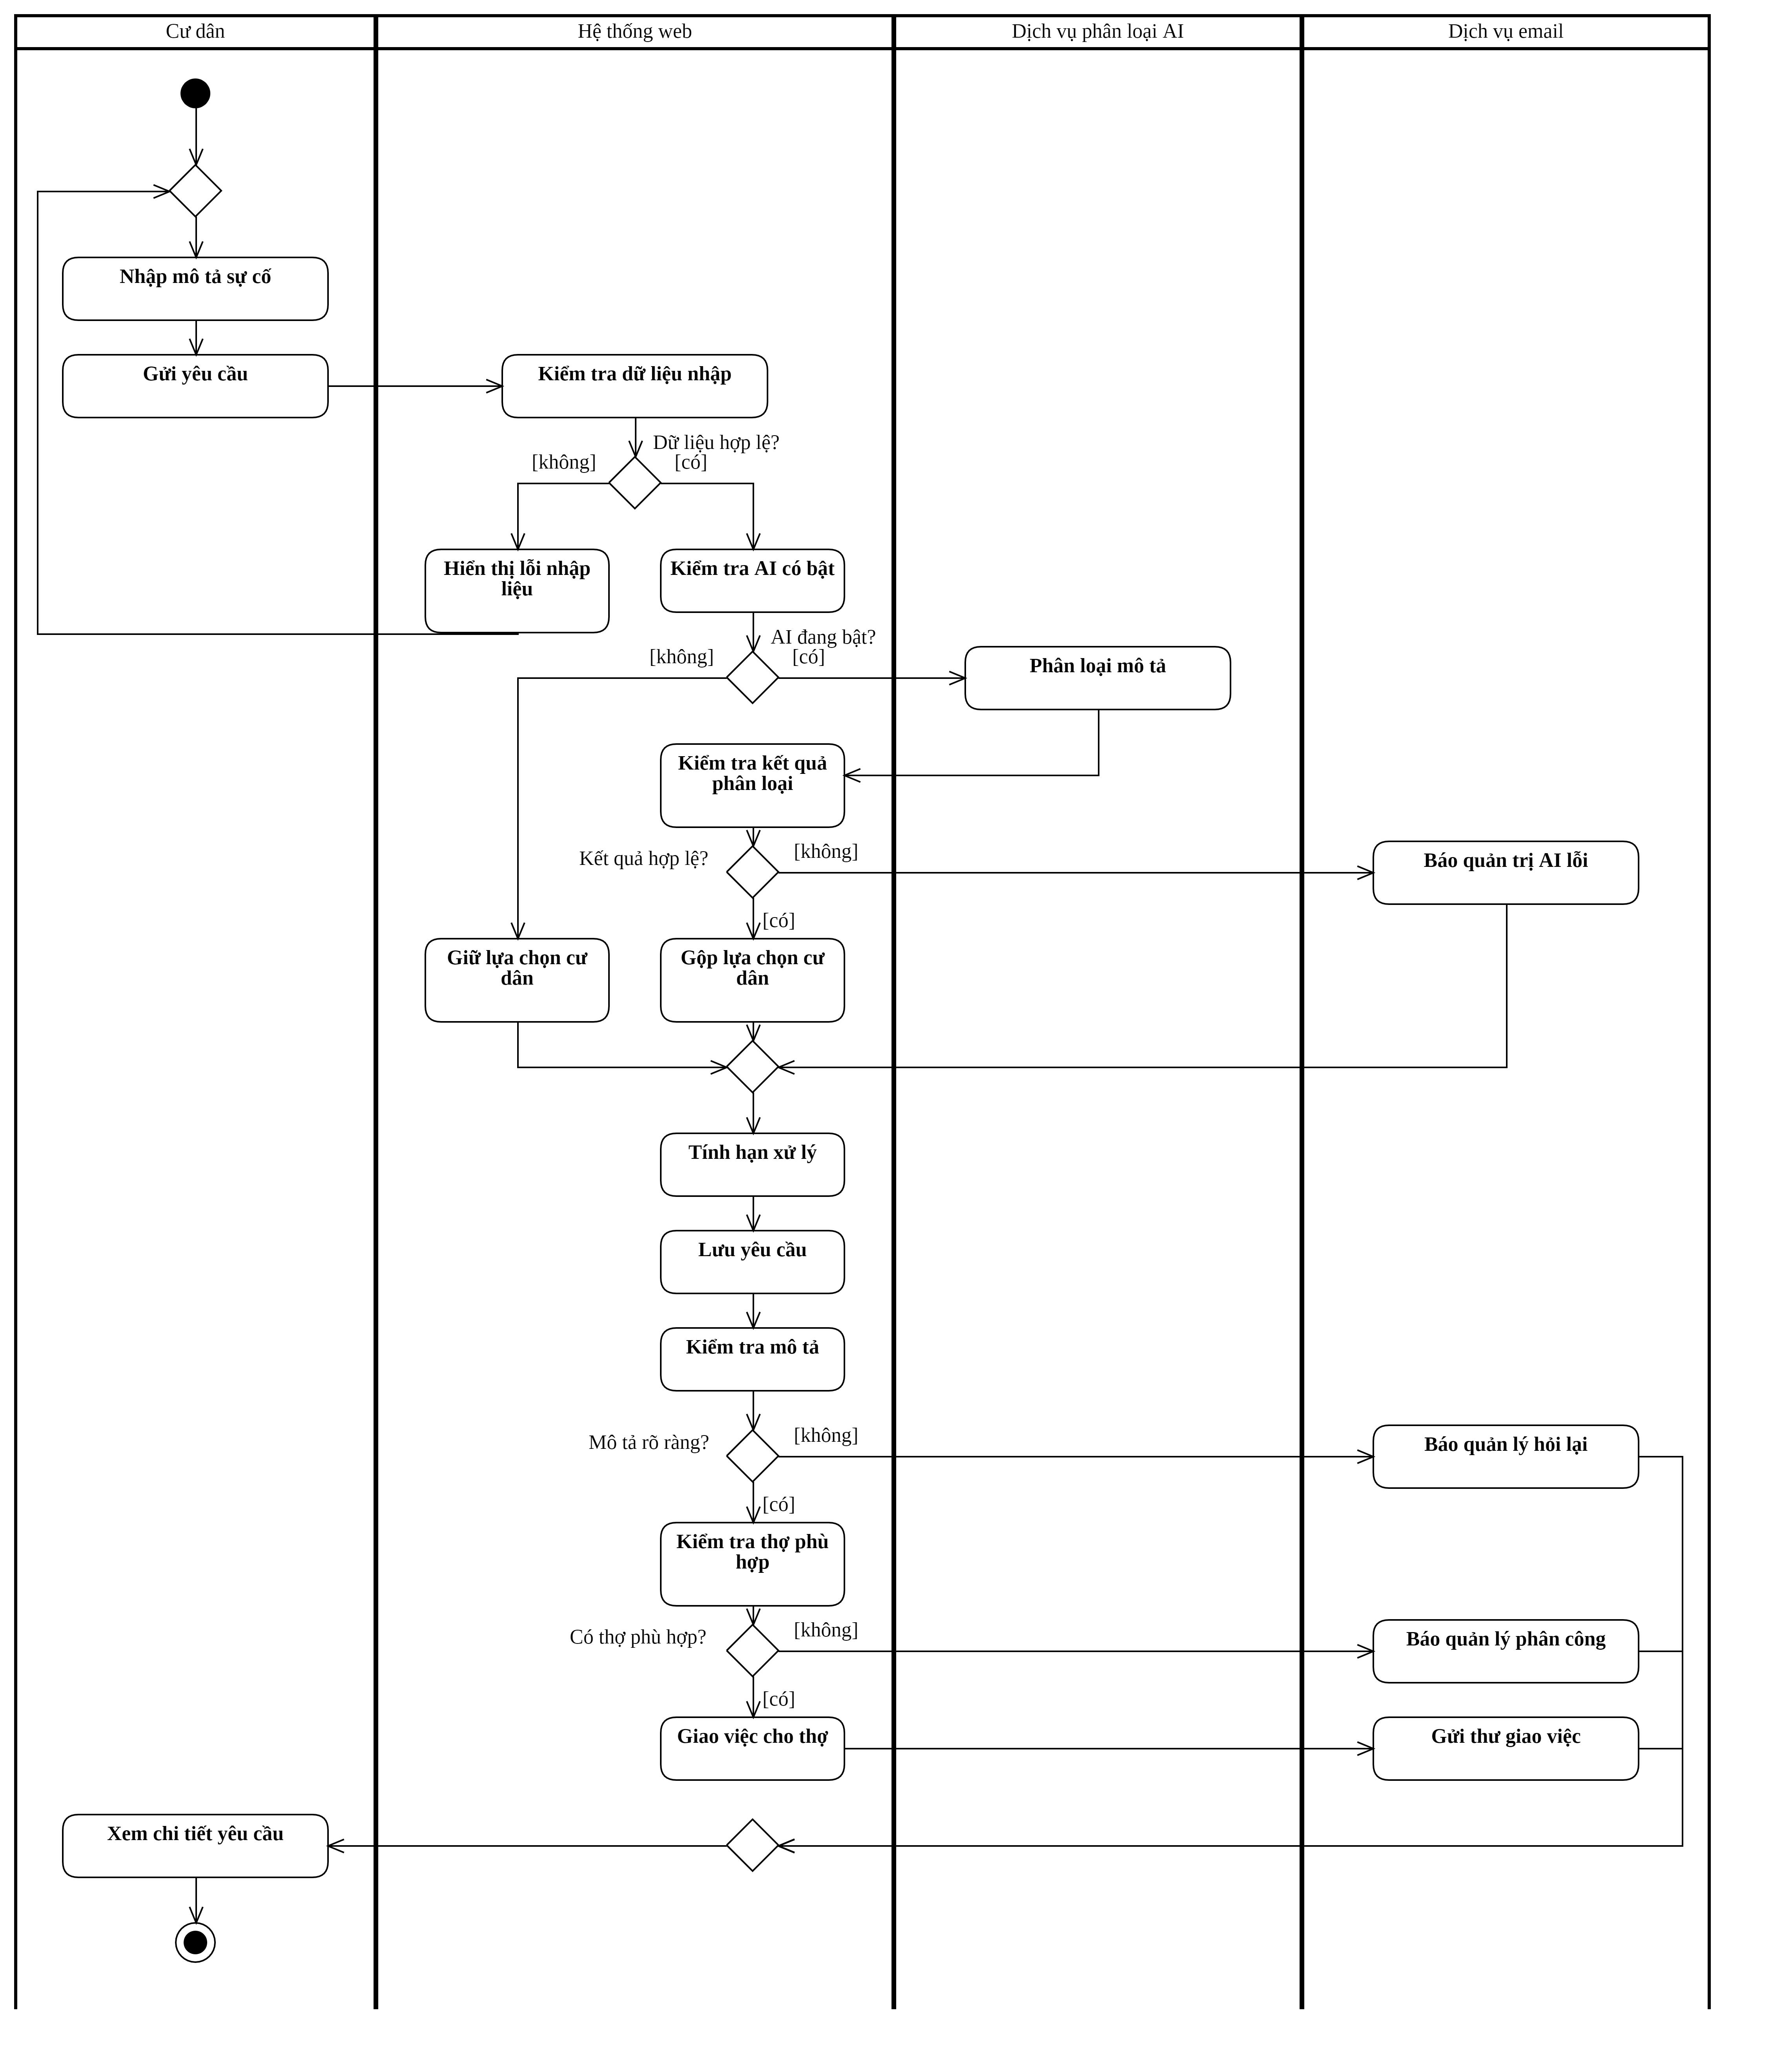 Cư dân
Hệ thống web
Dịch vụ phân loại AI
Dịch vụ email
Nhập mô tả sự cố
Gửi yêu cầu
Kiểm tra dữ liệu nhập
Dữ liệu hợp lệ?
[không]
[có]
Hiển thị lỗi nhập
liệu
Kiểm tra AI có bật
AI đang bật?
[không]
[có]
Phân loại mô tả
Kiểm tra kết quả
phân loại
Kết quả hợp lệ?
[không]
Báo quản trị AI lỗi
[có]
Giữ lựa chọn cư
dân
Gộp lựa chọn cư
dân
Tính hạn xử lý
Lưu yêu cầu
Kiểm tra mô tả
Mô tả rõ ràng?
[không]
Báo quản lý hỏi lại
[có]
Kiểm tra thợ phù
hợp
Có thợ phù hợp?
[không]
Báo quản lý phân công
[có]
Giao việc cho thợ
Gửi thư giao việc
Xem chi tiết yêu cầu